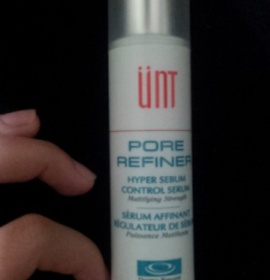 ünt
PORE
REFINER
HYPER SEBUM
CONTROL SERUM
Mattifying Strength
SÉRUM AFFINANT
RÉGULATEUR DE SÉBUM
Puissance Matifiante